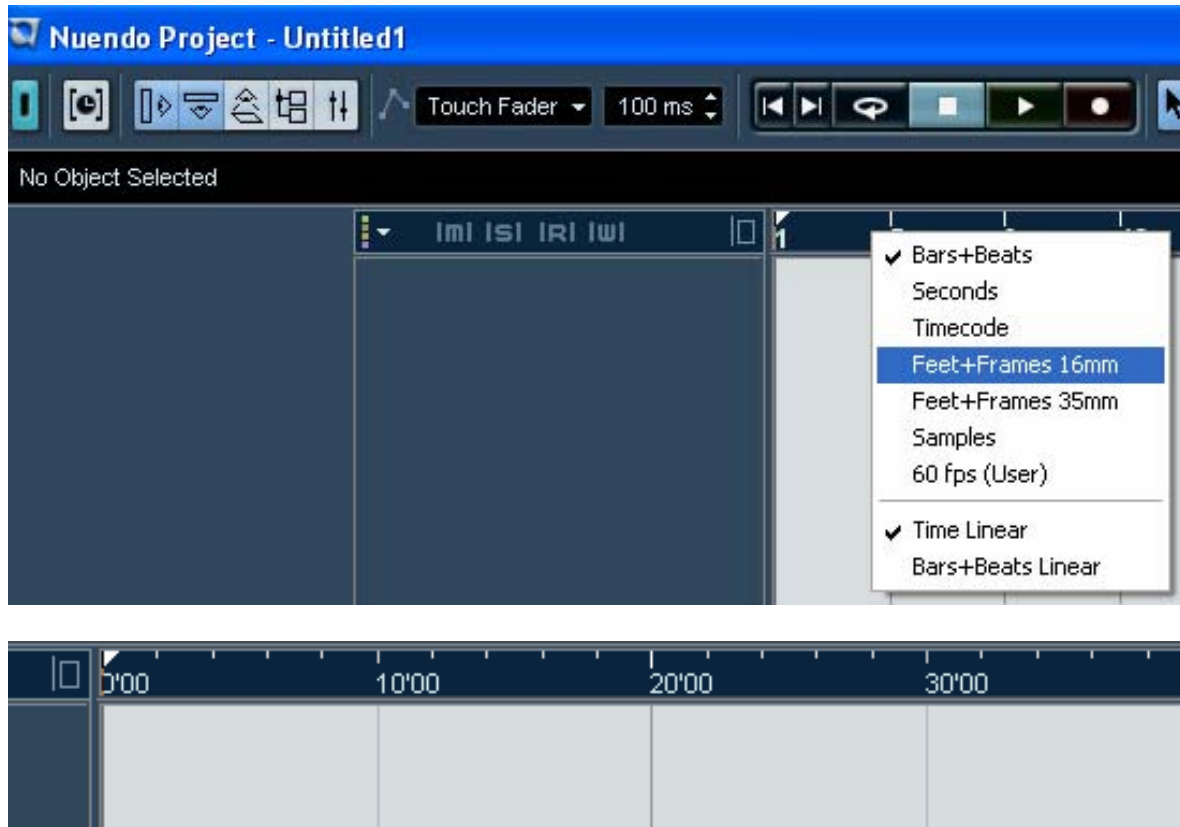 Nuendo Project - Untitled1
Touch Fader 100 ms
No Object Selected
|m| |S| |R| |W| 1
Bars+Beats
Seconds
Timecode
Feet+Frames 16mm
Feet+Frames 35mm
Samples
60 fps (User)
Time Linear
Bars+Beats Linear
0'00 10'00 20'00 30'00